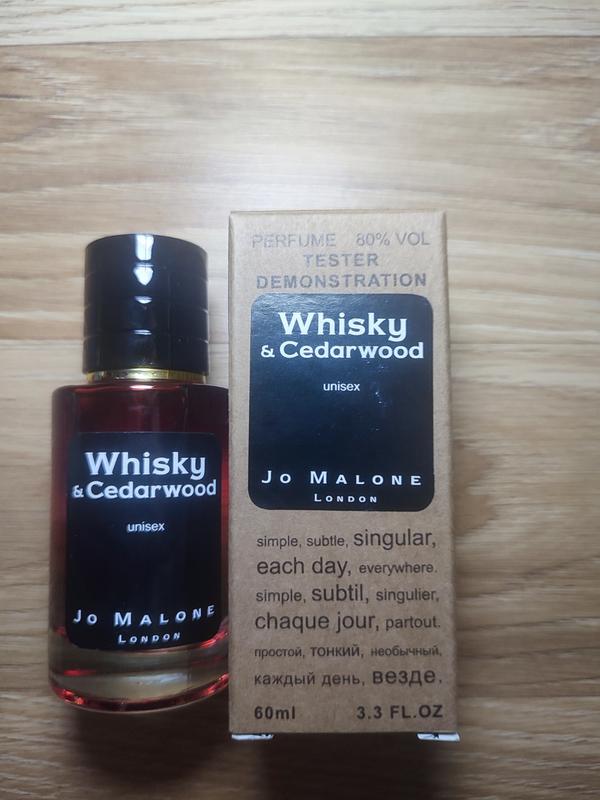 Whisky
& Cedarwood
unisex
JO MALONE
LONDON
PERFUME 80% VOL
TESTER
DEMONSTRATION
Whisky
& Cedarwood
unisex
JO MALONE
LONDON
simple, subtle, singular,
each day, everywhere.
simple, subtil, singulier,
chaque jour, partout.
простой, тонкий, необычный,
каждый день, везде.
60ml 3.3 FL.OZ